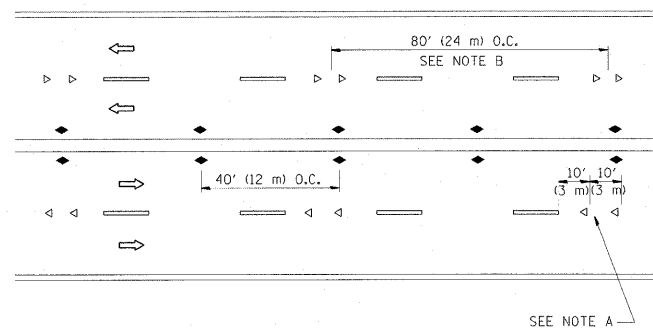 80' (24 m) O.C.
SEE NOTE B
40' (12 m) O.C.
10' 10'
(3 m) (3 m)
SEE NOTE A